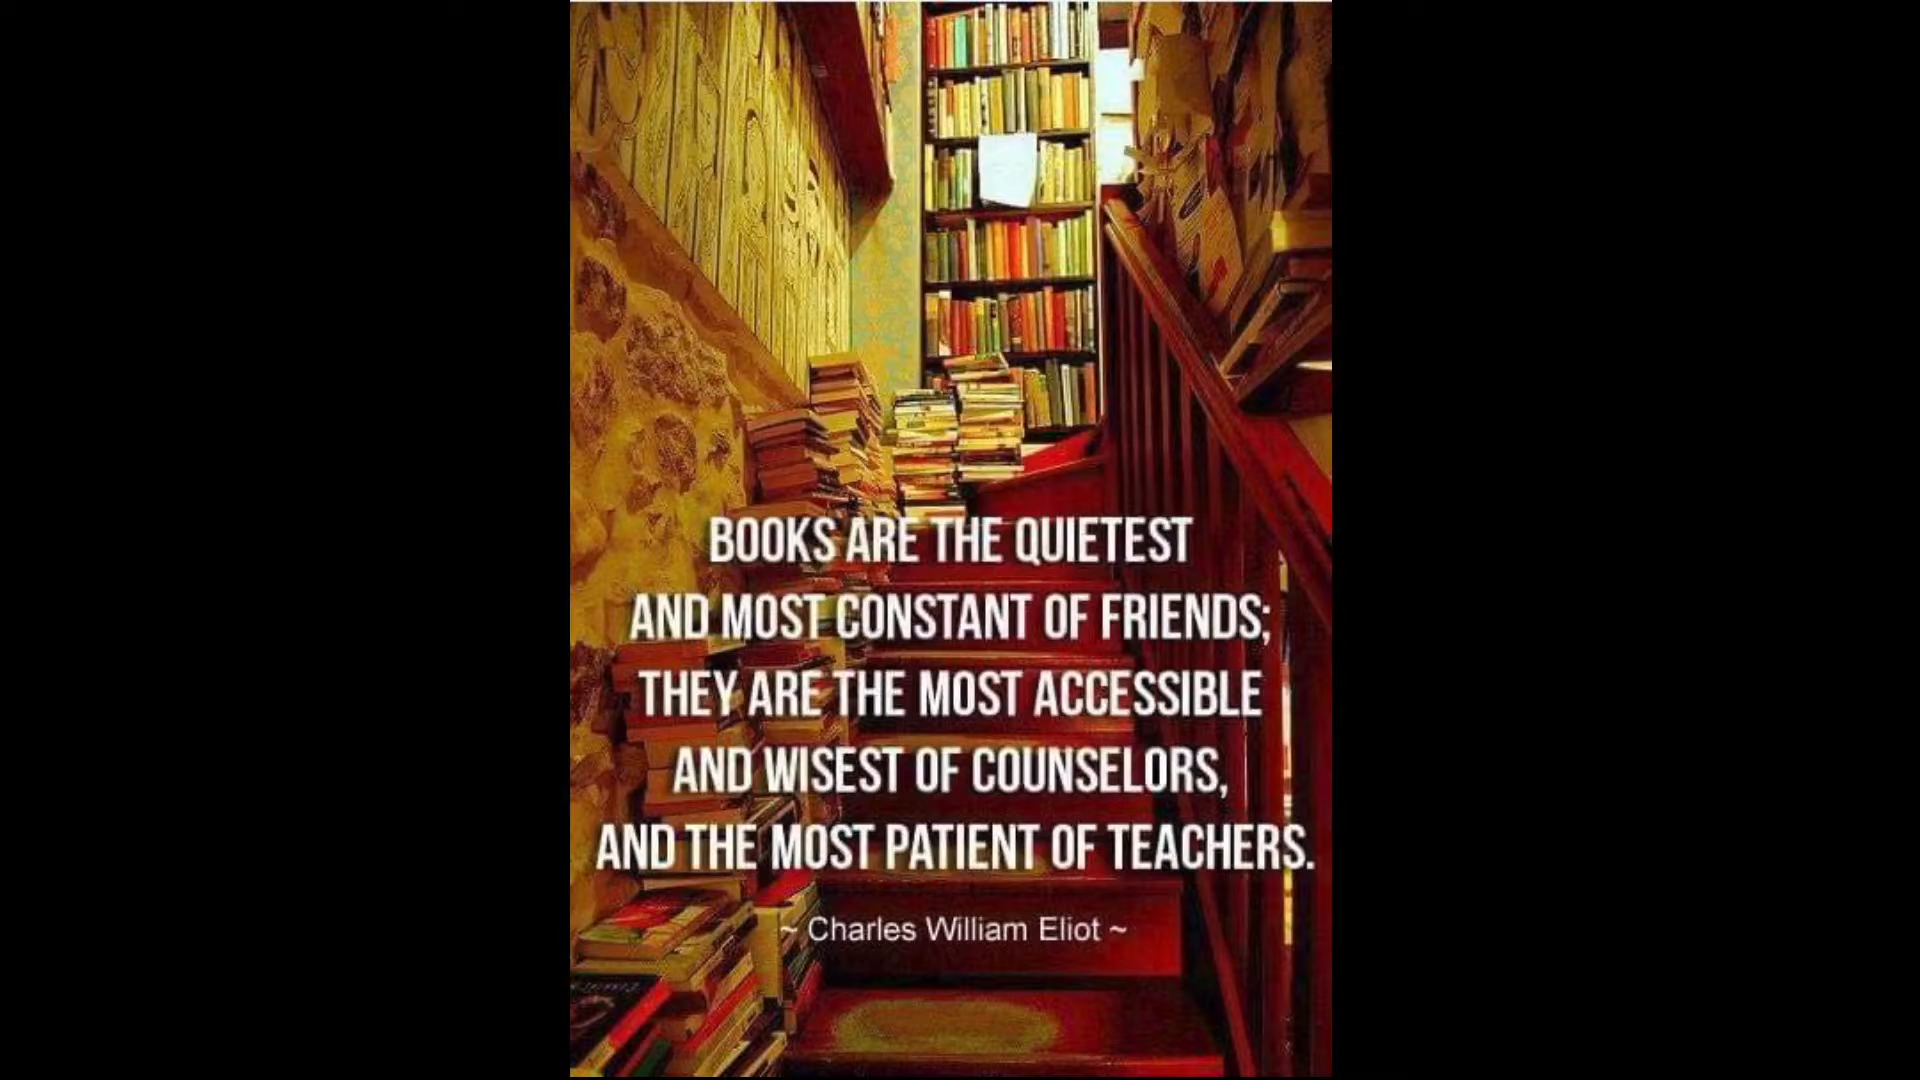 BOOKS ARE THE QUIETEST
AND MOST CONSTANT OF FRIENDS;
THEY ARE THE MOST ACCESSIBLE
AND WISEST OF COUNSELORS,
AND THE MOST PATIENT OF TEACHERS.
~ Charles William Eliot ~